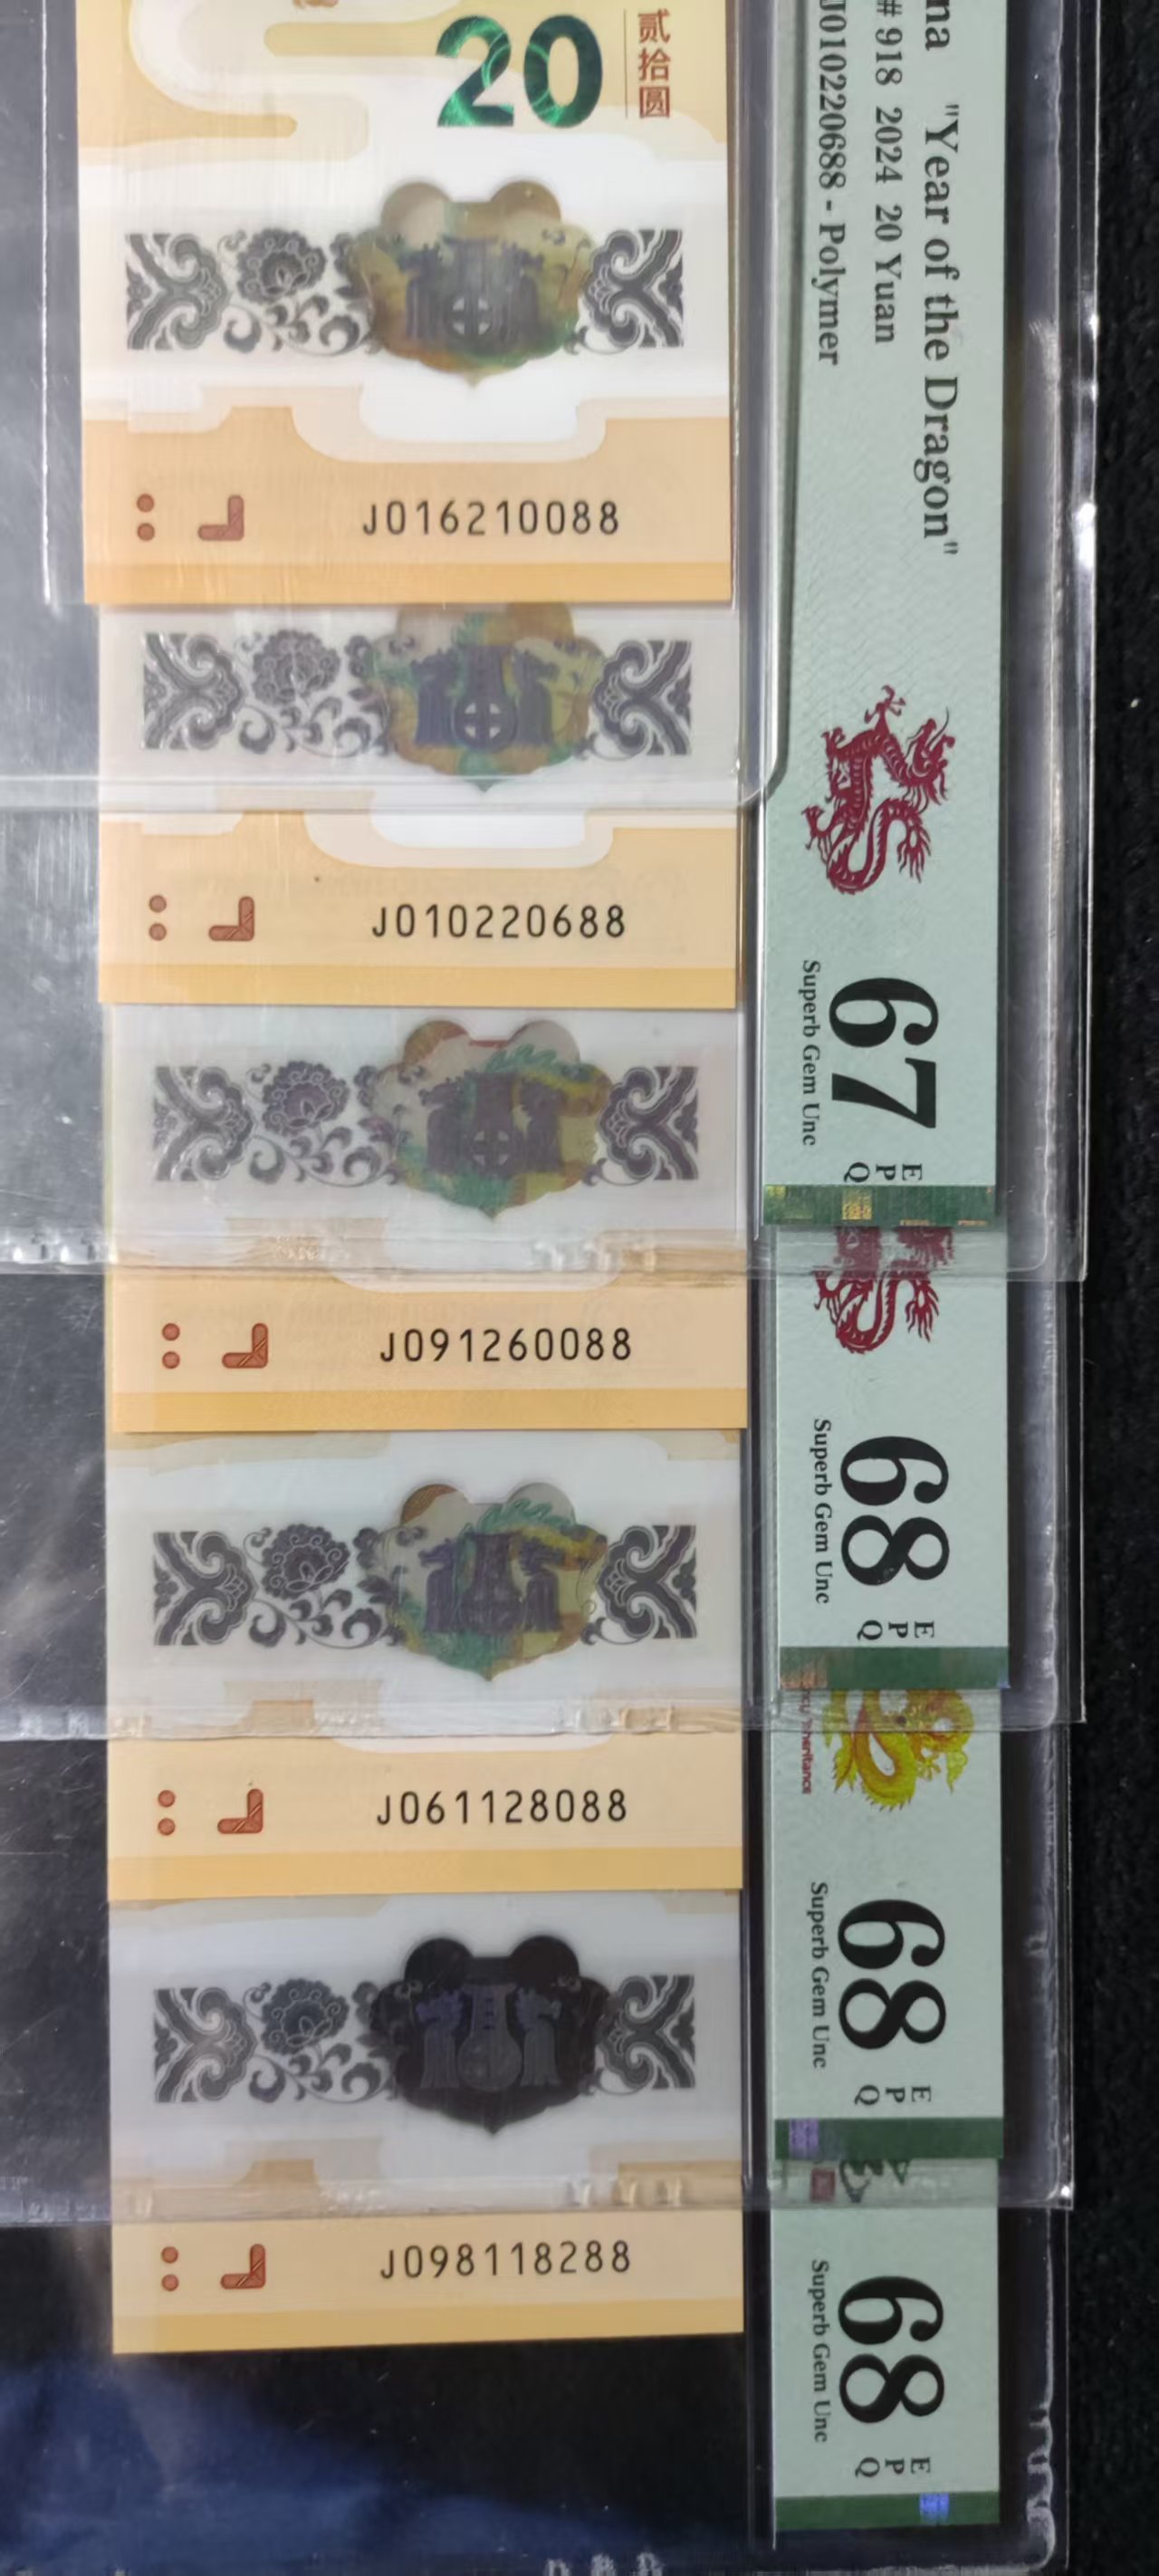 20
贰拾圆
J016210088
J010220688
J091260088
J061128088
J098118288
na "Year of the Dragon"
# 918 2024 20 Yuan
J010220688 - Polymer
67
EPQ
Superb Gem Unc
68
EPQ
Superb Gem Unc
Inheritance
68
EPQ
Superb Gem Unc
68
EPQ
Superb Gem Unc